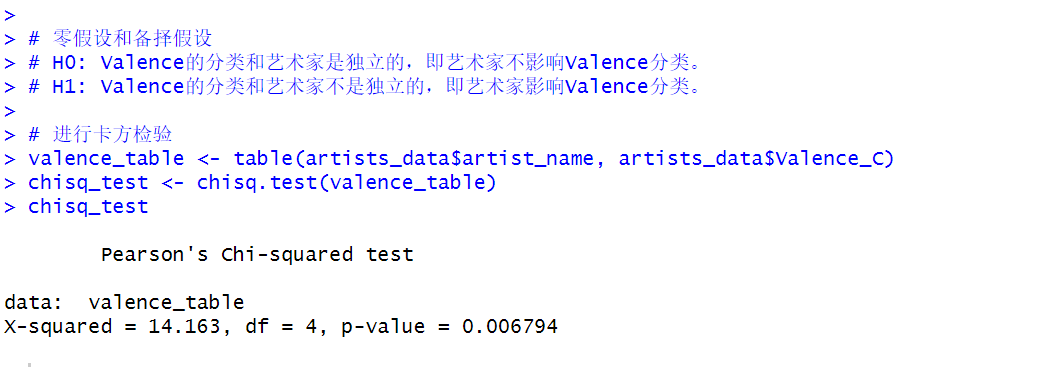 >
> # 零假设和备择假设
> # H0: Valence的分类和艺术家是独立的，即艺术家不影响Valence分类。
> # H1: Valence的分类和艺术家不是独立的，即艺术家影响Valence分类。
>
> # 进行卡方检验
> valence_table <- table(artists_data$artist_name, artists_data$Valence_C)
> chisq_test <- chisq.test(valence_table)
> chisq_test
Pearson's Chi-squared test
data:  valence_table
X-squared = 14.163, df = 4, p-value = 0.006794